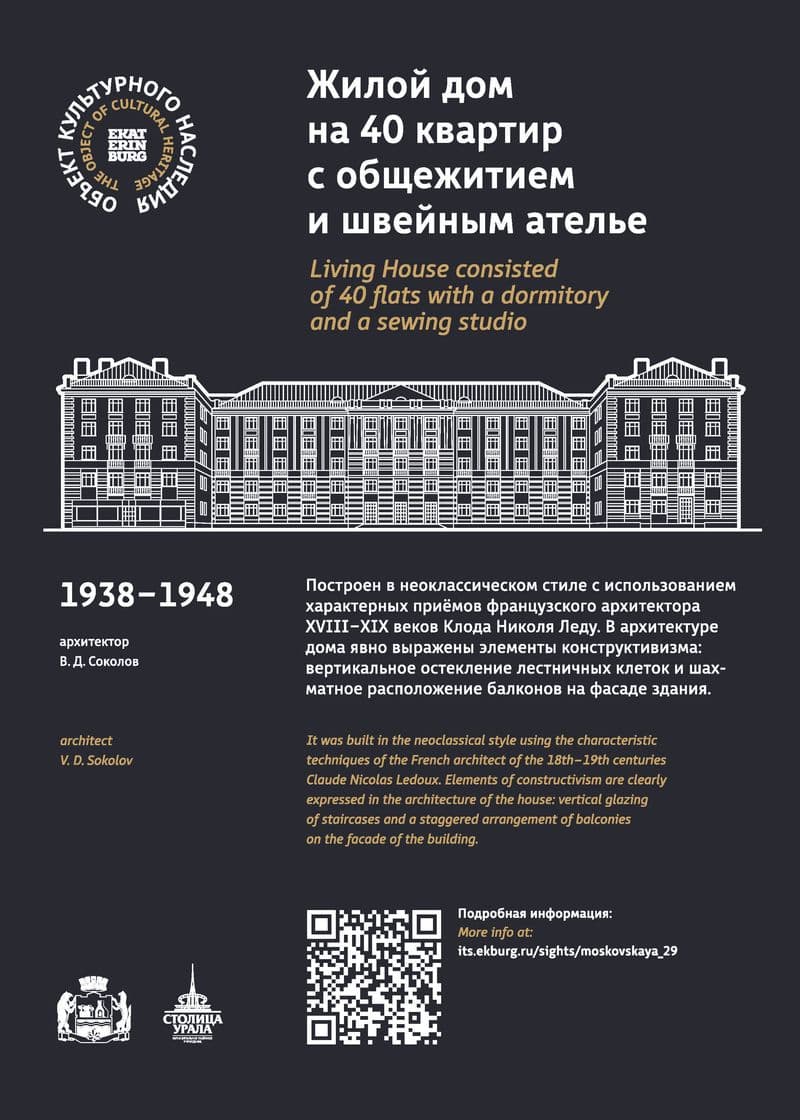 ОБЪЕКТ КУЛЬТУРНОГО НАСЛЕДИЯ
THE OBJECT OF CULTURAL HERITAGE
EKAT
ERIN
BURG
Жилой дом
на 40 квартир
с общежитием
и швейным ателье
Living House consisted
of 40 flats with a dormitory
and a sewing studio
1938–1948
архитектор
В. Д. Соколов
Построен в неоклассическом стиле с использованием
характерных приёмов французского архитектора
XVIII–XIX веков Клода Николя Леду. В архитектуре
дома явно выражены элементы конструктивизма:
вертикальное остекление лестничных клеток и шах-
матное расположение балконов на фасаде здания.
architect
V. D. Sokolov
It was built in the neoclassical style using the characteristic
techniques of the French architect of the 18th–19th centuries
Claude Nicolas Ledoux. Elements of constructivism are clearly
expressed in the architecture of the house: vertical glazing
of staircases and a staggered arrangement of balconies
on the facade of the building.
Подробная информация:
More info at:
its.ekburg.ru/sights/moskovskaya_29
СТОЛИЦА
УРАЛА